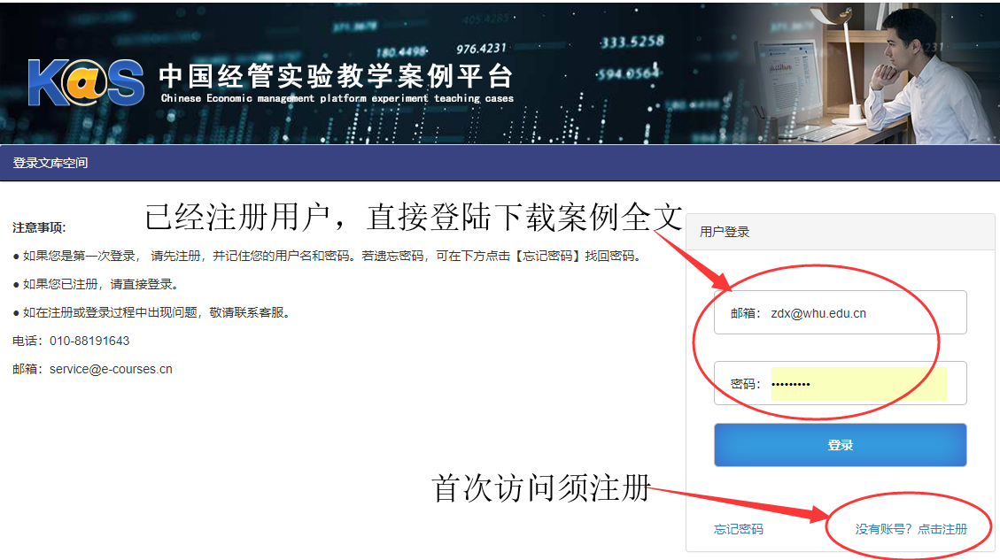 405.4285
371.3678
180.4498
976.4231
333.5258
594.0564
K@S
中国经管实验教学案例平台
Chinese Economic management platform experiment teaching cases
登录文库空间
已经注册用户，直接登陆下载案例全文
注意事项:
● 如果您是第一次登录， 请先注册，并记住您的用户名和密码。若遗忘密码，可在下方点击【忘记密码】找回密码。
● 如果您已注册，请直接登录。
● 如在注册或登录过程中出现问题，敬请联系客服。
电话：010-88191643
邮箱：service@e-courses.cn
用户登录
邮箱： zdx@whu.edu.cn
密码： •••••••••
登录
首次访问须注册
忘记密码
没有账号？点击注册